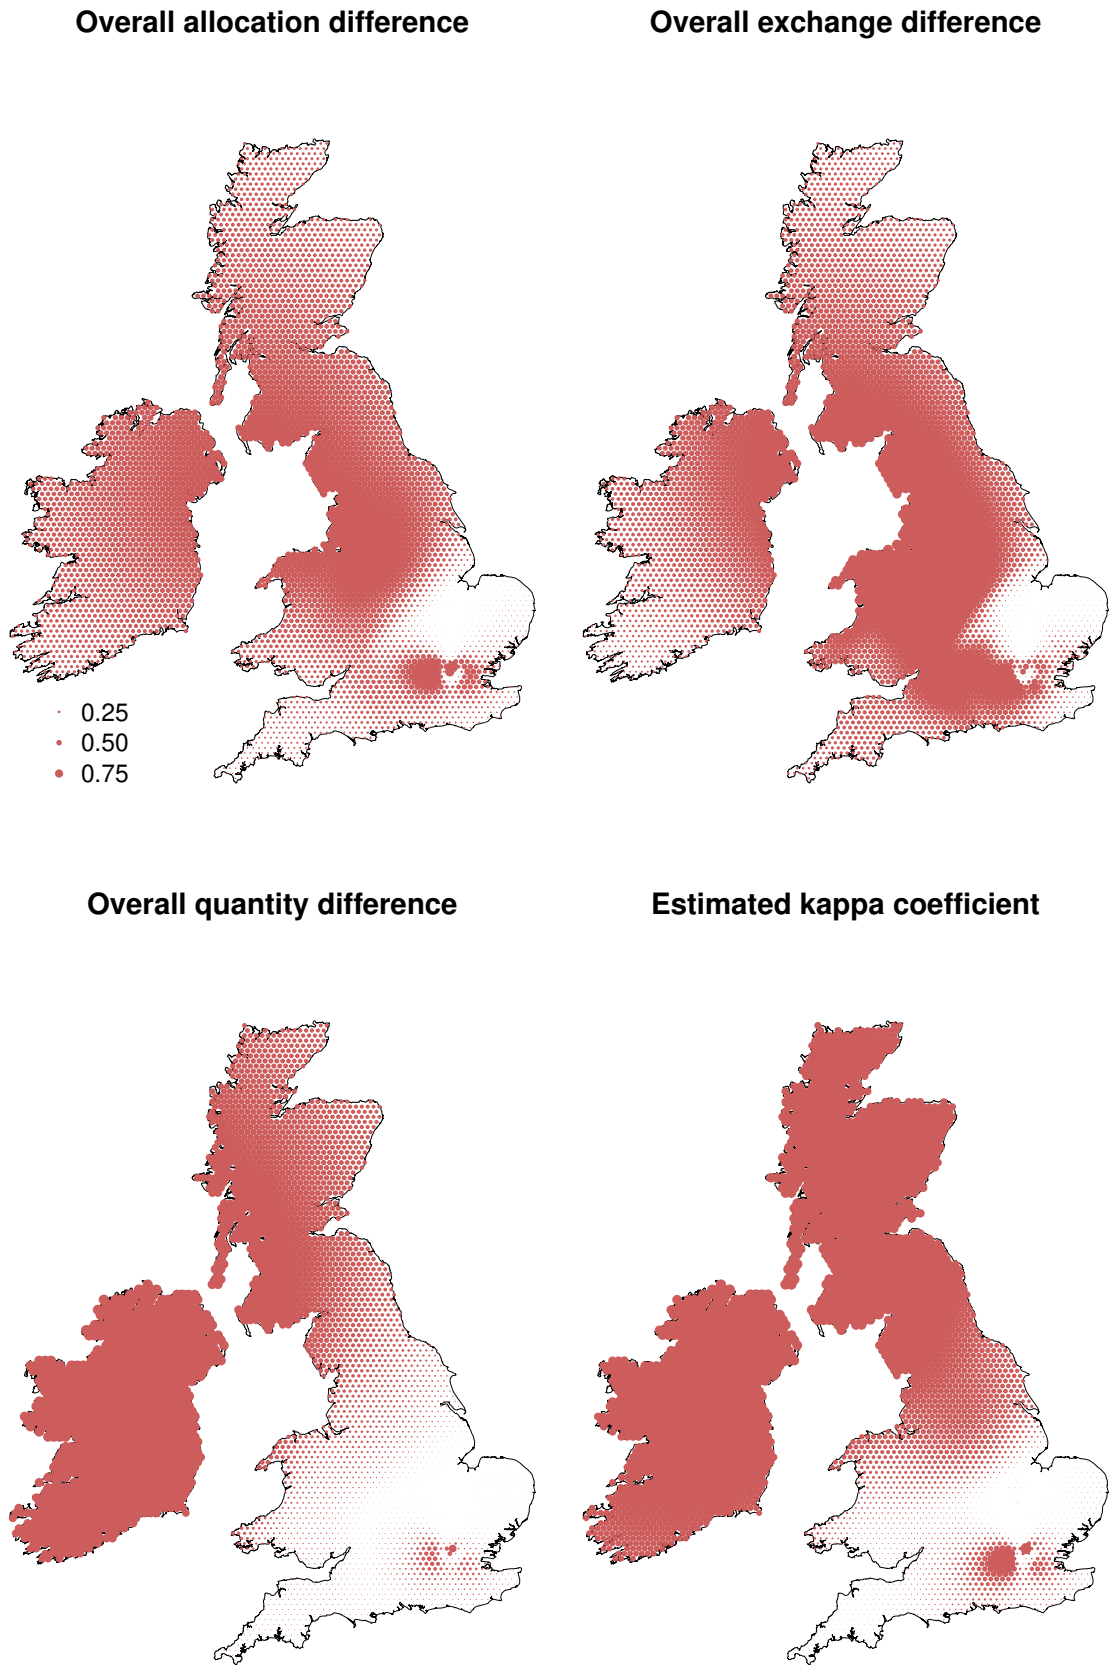 Overall allocation difference
Overall exchange difference
0.25
0.50
0.75
Overall quantity difference
Estimated kappa coefficient